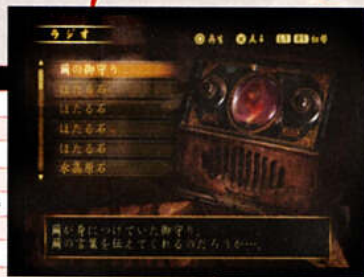 ラジオ
再生 戻る L1 R1 切替
繭の御守り
ほたる石
ほたる石
ほたる石
ほたる石
水晶原石
繭が身につけていた御守り。
繭の言葉を伝えてくれるのだろうか…。